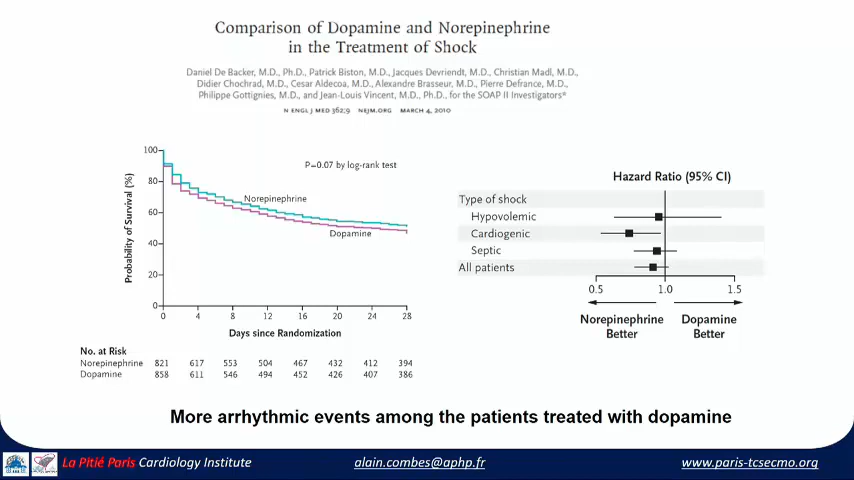 Comparison of Dopamine and Norepinephrine
in the Treatment of Shock
Daniel De Backer, M.D., Ph.D., Patrick Biston, M.D., Jacques Devriendt, M.D., Christian Madl, M.D.,
Didier Chochrad, M.D., Cesar Aldecoa, M.D., Alexandre Brasseur, M.D., Pierre Defrance, M.D.,
Philippe Gottignies, M.D., and Jean-Louis Vincent, M.D., Ph.D., for the SOAP II Investigators*
N ENGL J MED 362;9 NEJM.ORG MARCH 4, 2010
Probability of Survival (%)
100
80
60
40
20
0
P=0.07 by log-rank test
Norepinephrine
Dopamine
0 4 8 12 16 20 24 28
Days since Randomization
No. at Risk
Norepinephrine 821 617 553 504 467 432 412 394
Dopamine 858 611 546 494 452 426 407 386
Hazard Ratio (95% CI)
Type of shock
Hypovolemic
Cardiogenic
Septic
All patients
0.5 1.0 1.5
Norepinephrine Better
Dopamine Better
More arrhythmic events among the patients treated with dopamine
La Pitié Paris Cardiology Institute alain.combes@aphp.fr www.paris-tcsecmo.org